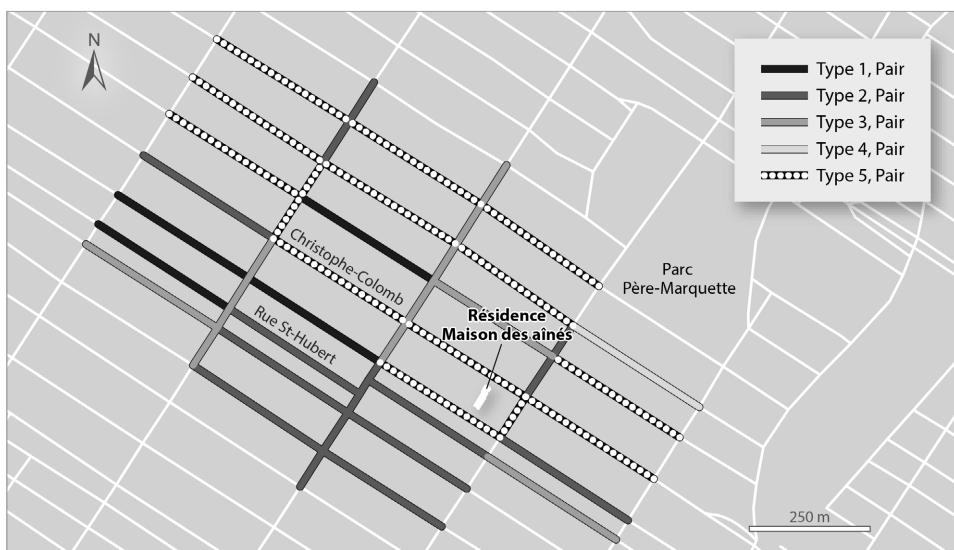 N
Type 1, Pair
Type 2, Pair
Type 3, Pair
Type 4, Pair
Type 5, Pair
Christophe-Colomb
Rue St-Hubert
Résidence
Maison des aînés
Parc
Père-Marquette
250 m